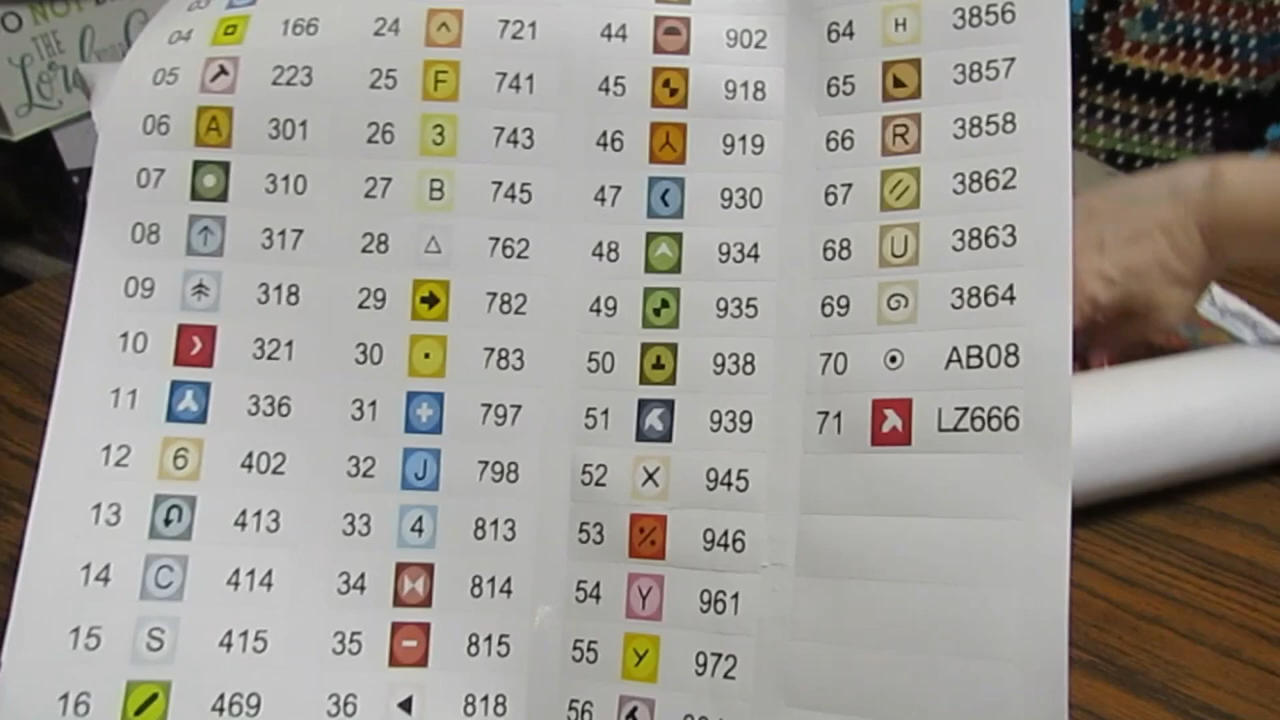 O NOT
THE
Lord
03
04 166
05 223
06 A 301
07 310
08 317
09 318
10 321
11 336
12 6 402
13 413
14 C 414
15 S 415
16 469
24 721
25 F 741
26 3 743
27 B 745
28 762
29 782
30 783
31 797
32 J 798
33 4 813
34 814
35 815
36 818
44 902
45 918
46 919
47 930
48 934
49 935
50 938
51 939
52 X 945
53 % 946
54 Y 961
55 Y 972
56
64 H 3856
65 3857
66 R 3858
67 3862
68 U 3863
69 3864
70 AB08
71 LZ666